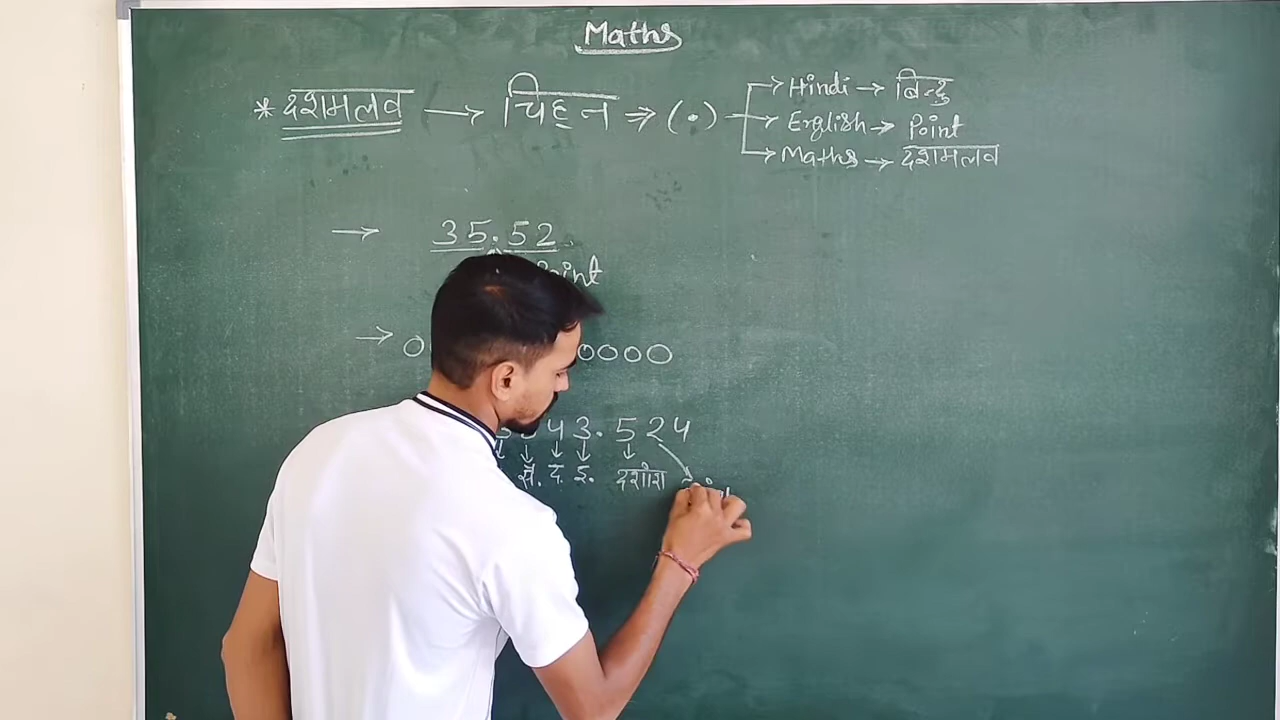 Maths
* दशमलव → चिह्न ⇒ (.) → Hindi → बिन्दु
→ English → Point
→ Maths → दशमलव
→ 35.52
Point
→ 0 0000
43.524
सै. द. इ. दशांश